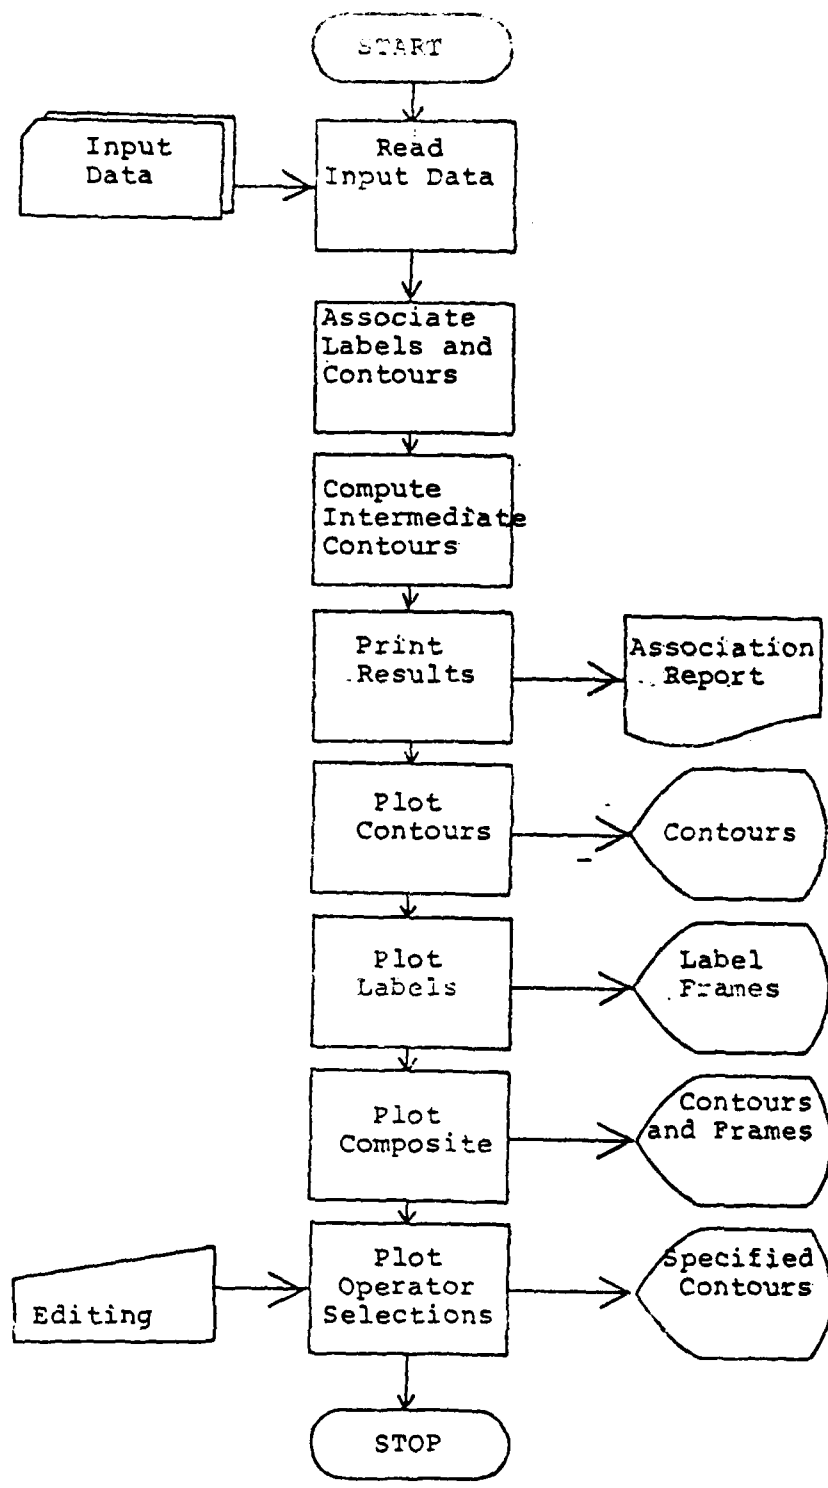 START
Input
Data
Read
Input Data
Associate
Labels and
Contours
Compute
Intermediate
Contours
Print
Results
Association
Report
Plot
Contours
Contours
Plot
Labels
Label
Frames
Plot
Composite
Contours
and Frames
Editing
Plot
Operator
Selections
Specified
Contours
STOP